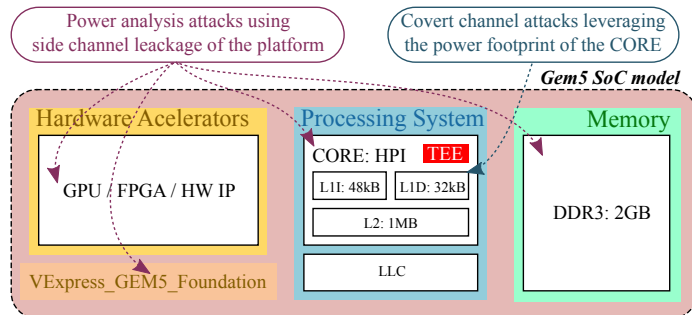 Power analysis attacks using
side channel leackage of the platform
Covert channel attacks leveraging
the power footprint of the CORE
Gem5 SoC model
Hardware Acelerators
Processing System
Memory
CORE: HPI
TEE
GPU / FPGA / HW IP
L1I: 48kB
L1D: 32kB
DDR3: 2GB
L2: 1MB
LLC
VExpress_GEM5_Foundation